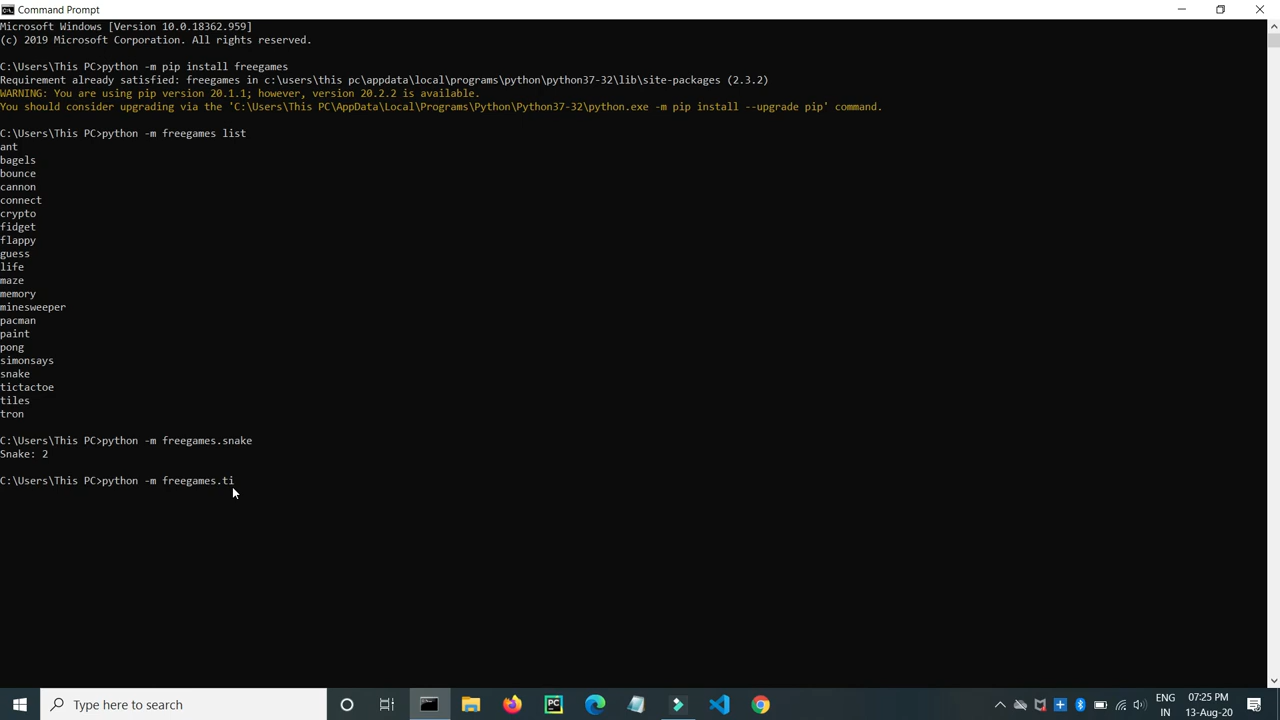 Command Prompt
Microsoft Windows [Version 10.0.18362.959]
(c) 2019 Microsoft Corporation. All rights reserved.
C:\Users\This PC>python -m pip install freegames
Requirement already satisfied: freegames in c:\users\this pc\appdata\local\programs\python\python37-32\lib\site-packages (2.3.2)
WARNING: You are using pip version 20.1.1; however, version 20.2.2 is available.
You should consider upgrading via the 'C:\Users\This PC\AppData\Local\Programs\Python\Python37-32\python.exe -m pip install --upgrade pip' command.
C:\Users\This PC>python -m freegames list
ant
bagels
bounce
cannon
connect
crypto
fidget
flappy
guess
life
maze
memory
minesweeper
pacman
paint
pong
simonsays
snake
tictactoe
tiles
tron
C:\Users\This PC>python -m freegames.snake
Snake: 2
C:\Users\This PC>python -m freegames.ti
Type here to search
PC
ENG
IN
07:25 PM
13-Aug-20